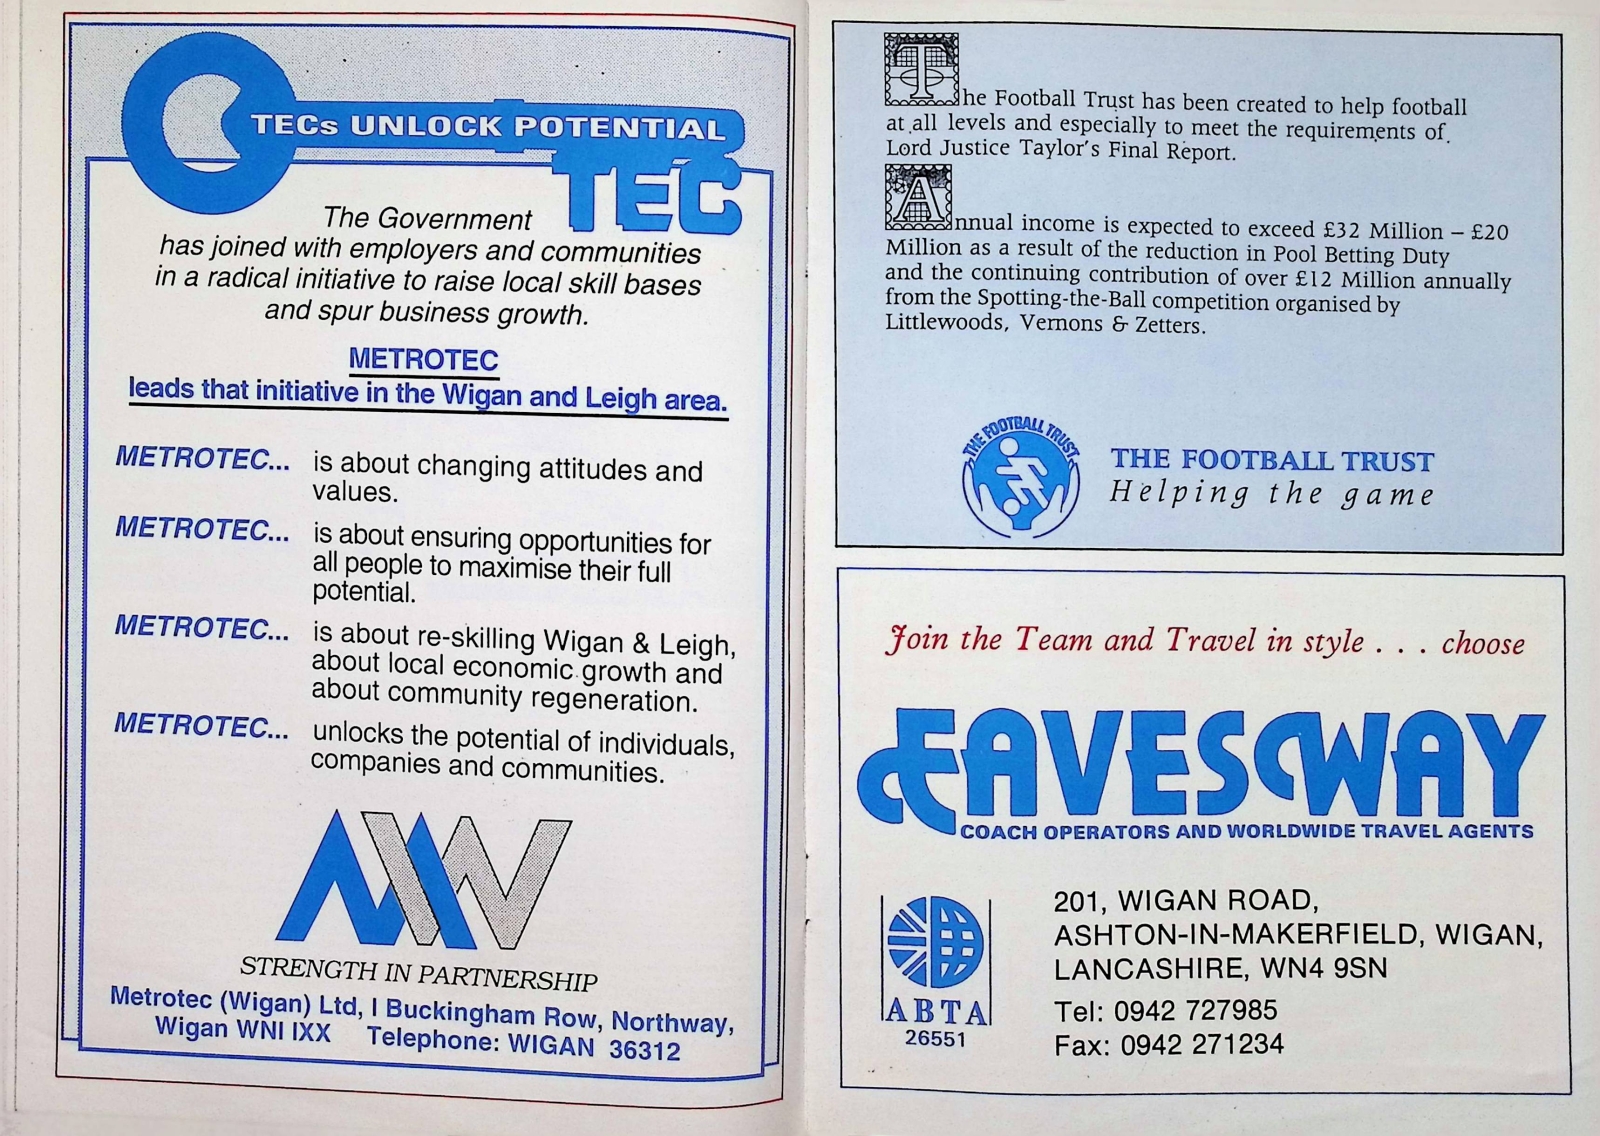 TECs UNLOCK POTENTIAL
TEC
The Government
has joined with employers and communities
in a radical initiative to raise local skill bases
and spur business growth.
METROTEC
leads that initiative in the Wigan and Leigh area.
METROTEC... is about changing attitudes and
values.
METROTEC... is about ensuring opportunities for
all people to maximise their full
potential.
METROTEC... is about re-skilling Wigan & Leigh,
about local economic growth and
about community regeneration.
METROTEC... unlocks the potential of individuals,
companies and communities.
STRENGTH IN PARTNERSHIP
Metrotec (Wigan) Ltd, I Buckingham Row, Northway,
Wigan WNI IXX Telephone: WIGAN 36312
The Football Trust has been created to help football
at all levels and especially to meet the requirements of
Lord Justice Taylor's Final Report.
Annual income is expected to exceed £32 Million – £20
Million as a result of the reduction in Pool Betting Duty
and the continuing contribution of over £12 Million annually
from the Spotting-the-Ball competition organised by
Littlewoods, Vernons & Zetters.
THE FOOTBALL TRUST
THE FOOTBALL TRUST
Helping the game
Join the Team and Travel in style . . . choose
EAVESWAY
COACH OPERATORS AND WORLDWIDE TRAVEL AGENTS
ABTA
26551
201, WIGAN ROAD,
ASHTON-IN-MAKERFIELD, WIGAN,
LANCASHIRE, WN4 9SN
Tel: 0942 727985
Fax: 0942 271234